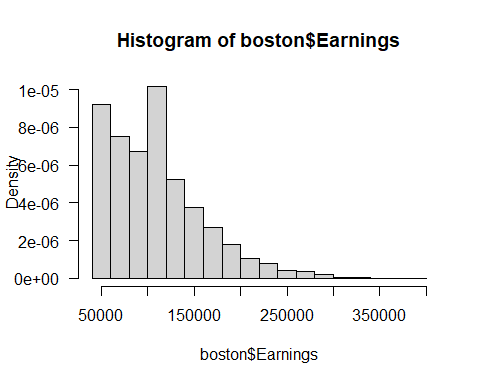 Histogram of boston$Earnings
Density
1e-05
8e-06
6e-06
4e-06
2e-06
0e+00
50000 150000 250000 350000
boston$Earnings